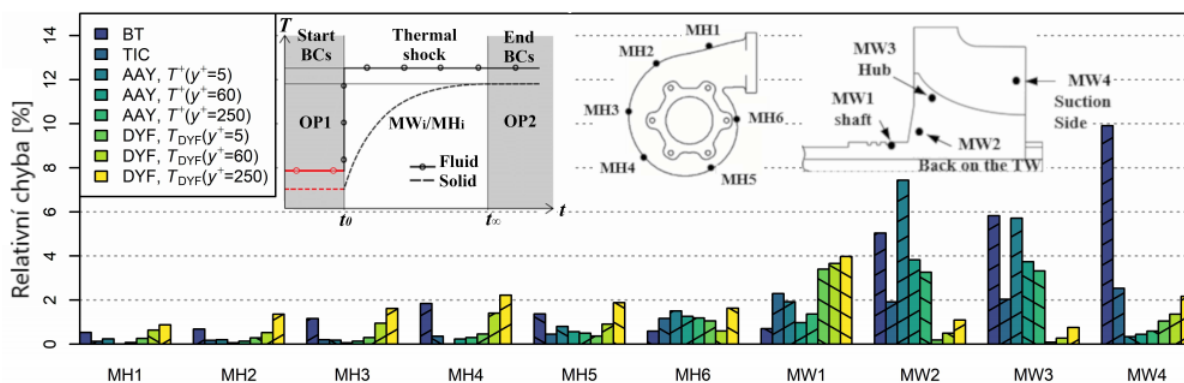 Relativní chyba [%]
14
12
10
8
6
4
2
0
BT
TIC
AAY, T⁺(y⁺=5)
AAY, T⁺(y⁺=60)
AAY, T⁺(y⁺=250)
DYF, T_DYF(y⁺=5)
DYF, T_DYF(y⁺=60)
DYF, T_DYF(y⁺=250)
T
Start BCs
Thermal shock
End BCs
OP1
MWi/MHi
OP2
Fluid
Solid
t0
t∞
t
MH1
MH2
MH3
MH4
MH5
MH6
MW3
Hub
MW1
shaft
MW4
Suction
Side
MW2
Back on the TW
MH1 MH2 MH3 MH4 MH5 MH6 MW1 MW2 MW3 MW4